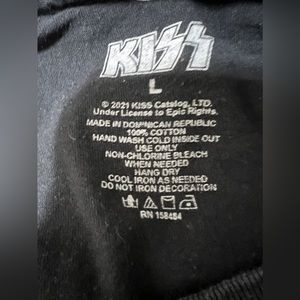 KISS
L
© 2021 KISS Catalog, LTD.
Under License to Epic Rights.
MADE IN DOMINICAN REPUBLIC
100% COTTON
HAND WASH COLD INSIDE OUT
USE ONLY
NON-CHLORINE BLEACH
WHEN NEEDED
HANG DRY
COOL IRON AS NEEDED
DO NOT IRON DECORATION
RN 158484